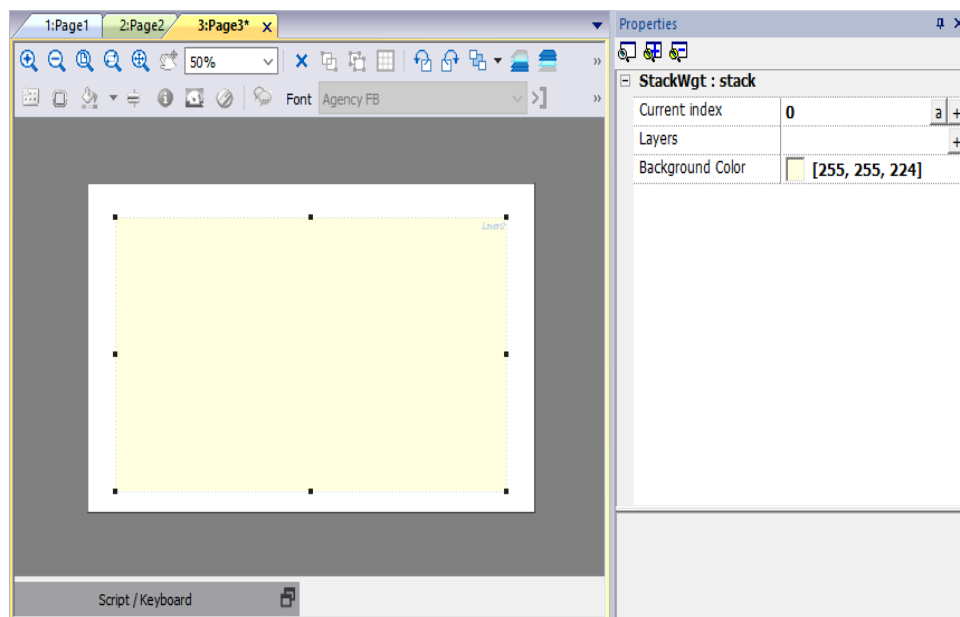 1:Page1 2:Page2 3:Page3* Properties
50%
Font Agency FB
StackWgt : stack
Current index 0 a +
Layers +
Background Color [255, 255, 224]
Layer0
Script / Keyboard